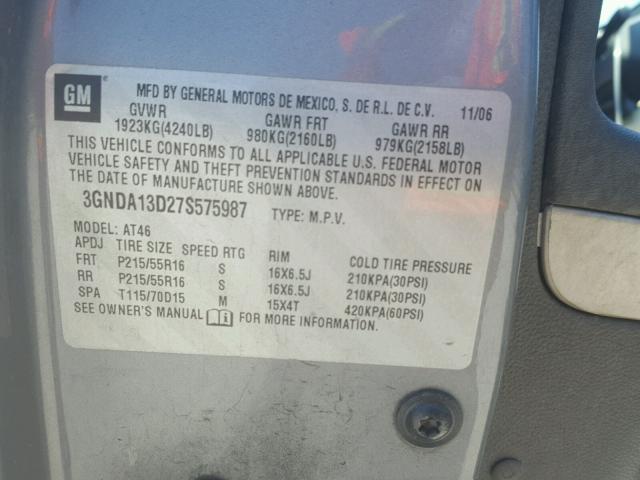 GM
MFD BY GENERAL MOTORS DE MEXICO, S. DE R.L. DE C.V. 11/06
GVWR GAWR FRT GAWR RR
1923KG(4240LB) 980KG(2160LB) 979KG(2158LB)
THIS VEHICLE CONFORMS TO ALL APPLICABLE U.S. FEDERAL MOTOR
VEHICLE SAFETY AND THEFT PREVENTION STANDARDS IN EFFECT ON
THE DATE OF MANUFACTURE SHOWN ABOVE.
3GNDA13D27S575987 TYPE: M.P.V.
MODEL: AT46
APDJ TIRE SIZE SPEED RTG RIM COLD TIRE PRESSURE
FRT P215/55R16 S 16X6.5J 210KPA(30PSI)
RR P215/55R16 S 16X6.5J 210KPA(30PSI)
SPA T115/70D15 M 15X4T 420KPA(60PSI)
SEE OWNER'S MANUAL FOR MORE INFORMATION.